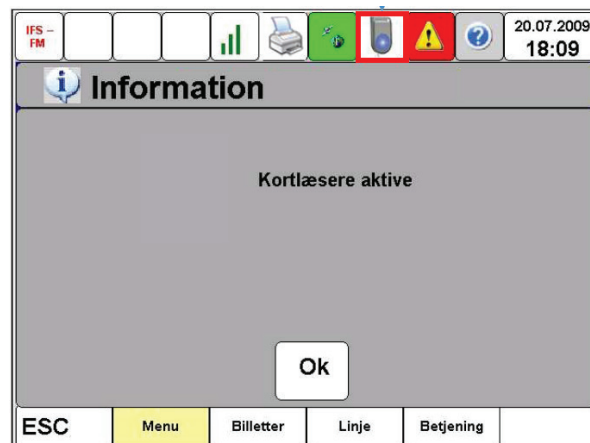 IFS –
FM
20.07.2009
18:09
Information
Kortlæsere aktive
Ok
ESC
Menu
Billetter
Linje
Betjening